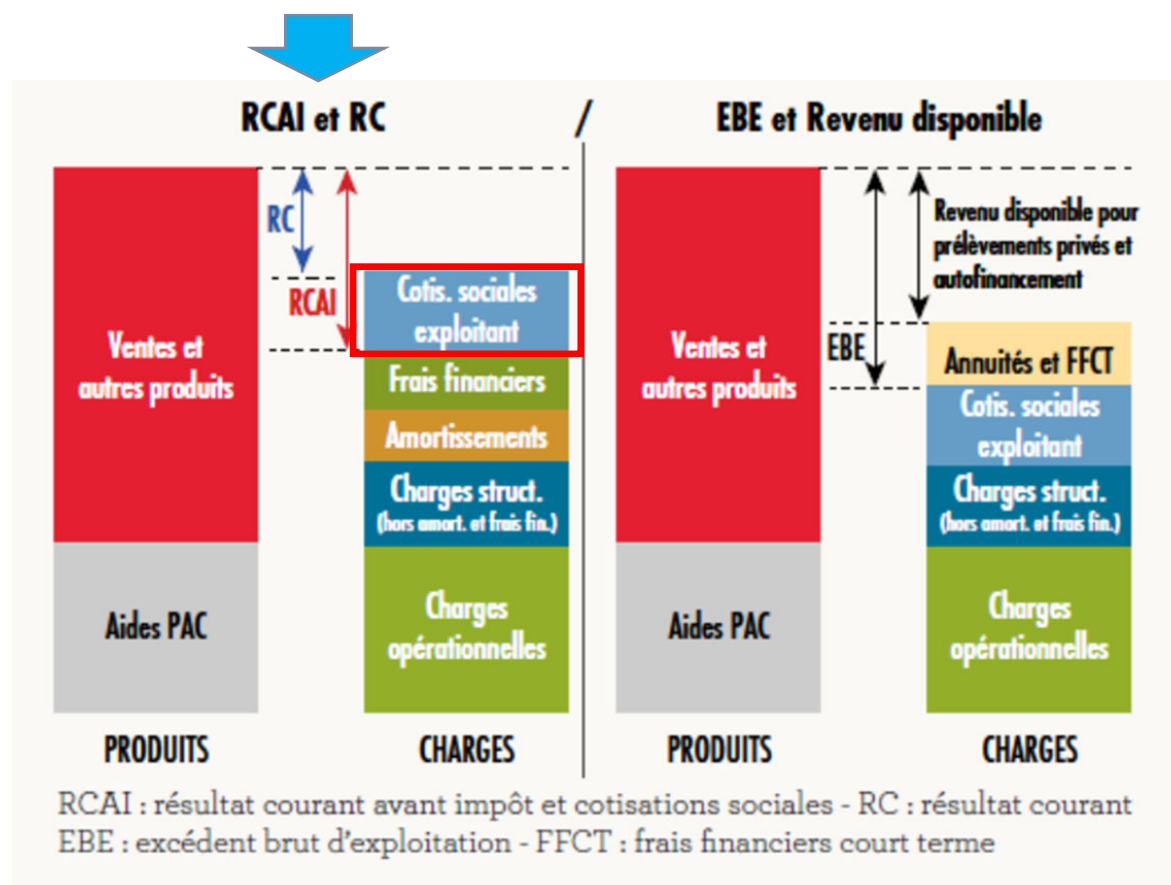 RCAI et RC / EBE et Revenu disponible
RC
RCAI
Ventes et
autres produits
Aides PAC
Cotis. sociales
exploitant
Frais financiers
Amortissements
Charges struct.
(hors amort. et frais fin.)
Charges
opérationnelles
PRODUITS
CHARGES
Revenu disponible pour
prélèvements privés et
autofinancement
EBE
Ventes et
autres produits
Aides PAC
Annuités et FFCT
Cotis. sociales
exploitant
Charges struct.
(hors amort. et frais fin.)
Charges
opérationnelles
PRODUITS
CHARGES
RCAI : résultat courant avant impôt et cotisations sociales - RC : résultat courant
EBE : excédent brut d'exploitation - FFCT : frais financiers court terme